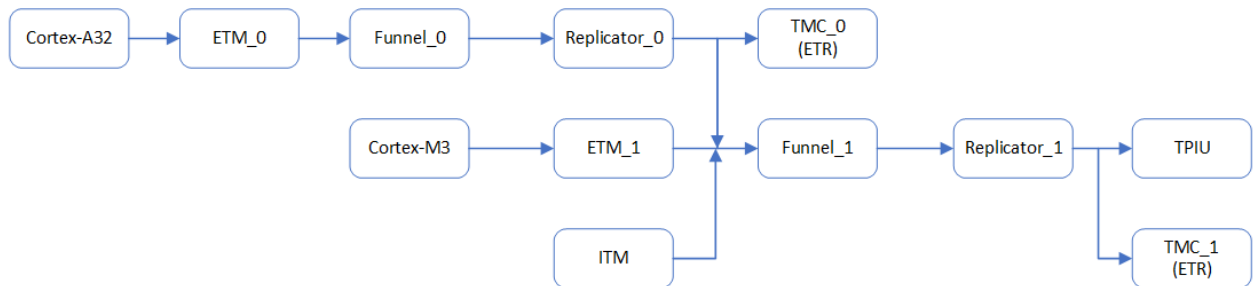 Cortex-A32
ETM_0
Funnel_0
Replicator_0
TMC_0
(ETR)
Cortex-M3
ETM_1
Funnel_1
Replicator_1
TPIU
ITM
TMC_1
(ETR)